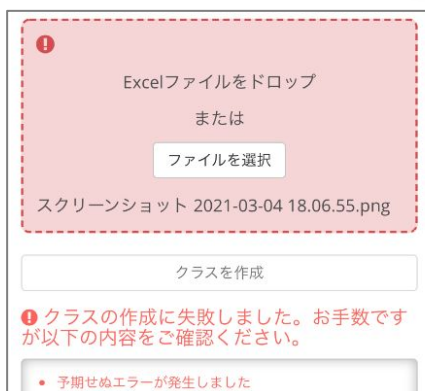 Excelファイルをドロップ
または
ファイルを選択
スクリーンショット 2021-03-04 18.06.55.png
クラスを作成
クラスの作成に失敗しました。お手数です
が以下の内容をご確認ください。
予期せぬエラーが発生しました